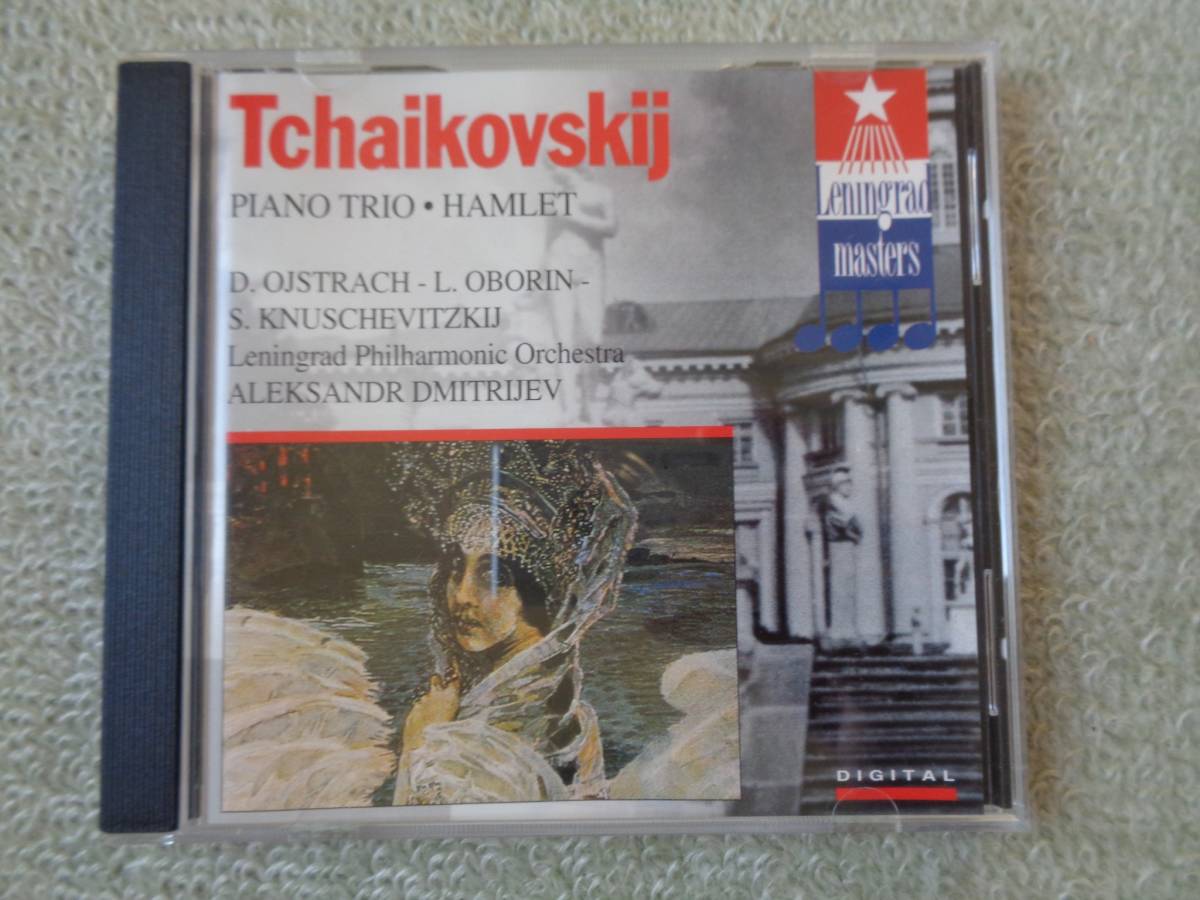 Tchaikovskij
PIANO TRIO • HAMLET
D. OJSTRACH - L. OBORIN -
S. KNUSCHEVITZKIJ
Leningrad Philharmonic Orchestra
ALEKSANDR DMITRIJEV
Leningrad
masters
DIGITAL